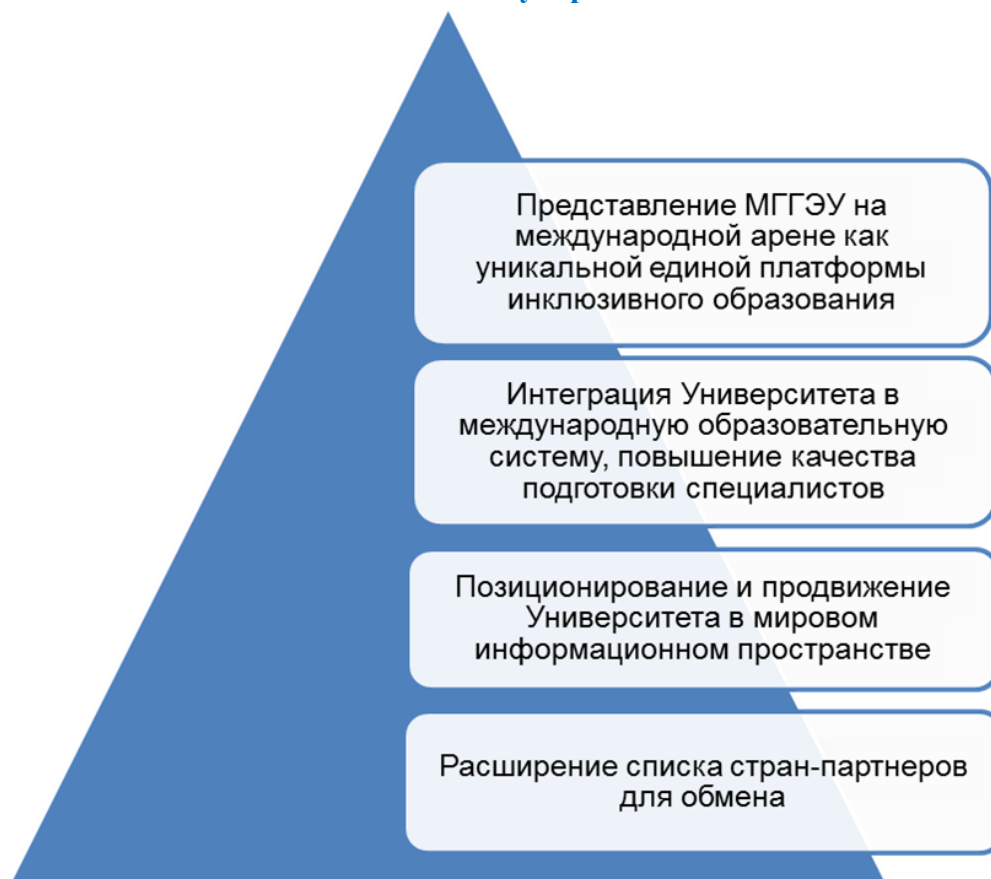 Представление МГГЭУ на
международной арене как
уникальной единой платформы
инклюзивного образования
Интеграция Университета в
международную образовательную
систему, повышение качества
подготовки специалистов
Позиционирование и продвижение
Университета в мировом
информационном пространстве
Расширение списка стран-партнеров
для обмена